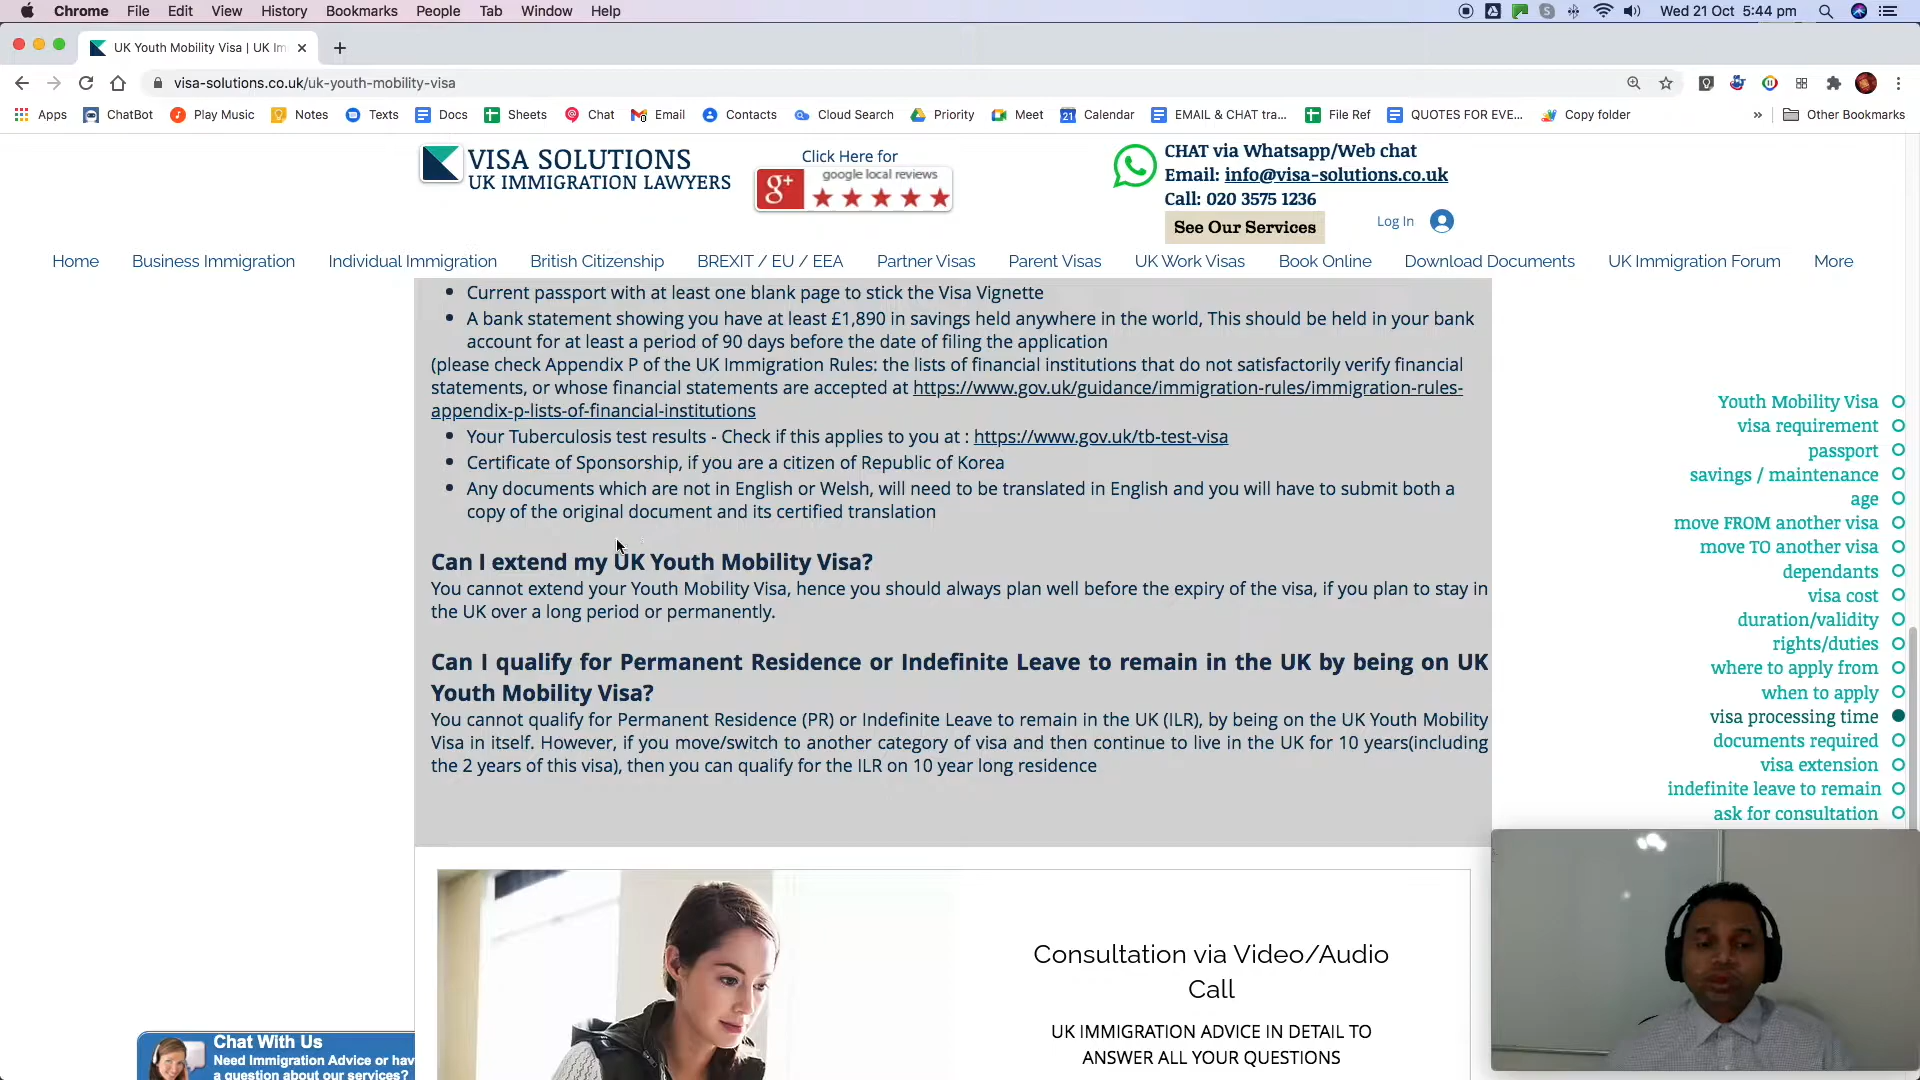 Chrome File Edit View History Bookmarks People Tab Window Help Wed 21 Oct 5:44 pm
UK Youth Mobility Visa | UK Im
visa-solutions.co.uk/uk-youth-mobility-visa
Apps ChatBot Play Music Notes Texts Docs Sheets Chat Email Contacts Cloud Search Priority Meet Calendar EMAIL & CHAT tra... File Ref QUOTES FOR EVE... Copy folder » Other Bookmarks
VISA SOLUTIONS
UK IMMIGRATION LAWYERS
Click Here for
g+ google local reviews
CHAT via Whatsapp/Web chat
Email: info@visa-solutions.co.uk
Call: 020 3575 1236
See Our Services
Log In
Home Business Immigration Individual Immigration British Citizenship BREXIT / EU / EEA Partner Visas Parent Visas UK Work Visas Book Online Download Documents UK Immigration Forum More
• Current passport with at least one blank page to stick the Visa Vignette
• A bank statement showing you have at least £1,890 in savings held anywhere in the world, This should be held in your bank
account for at least a period of 90 days before the date of filing the application
(please check Appendix P of the UK Immigration Rules: the lists of financial institutions that do not satisfactorily verify financial
statements, or whose financial statements are accepted at https://www.gov.uk/guidance/immigration-rules/immigration-rules-
appendix-p-lists-of-financial-institutions
• Your Tuberculosis test results - Check if this applies to you at : https://www.gov.uk/tb-test-visa
• Certificate of Sponsorship, if you are a citizen of Republic of Korea
• Any documents which are not in English or Welsh, will need to be translated in English and you will have to submit both a
copy of the original document and its certified translation
Can I extend my UK Youth Mobility Visa?
You cannot extend your Youth Mobility Visa, hence you should always plan well before the expiry of the visa, if you plan to stay in
the UK over a long period or permanently.
Can I qualify for Permanent Residence or Indefinite Leave to remain in the UK by being on UK
Youth Mobility Visa?
You cannot qualify for Permanent Residence (PR) or Indefinite Leave to remain in the UK (ILR), by being on the UK Youth Mobility
Visa in itself. However, if you move/switch to another category of visa and then continue to live in the UK for 10 years(including
the 2 years of this visa), then you can qualify for the ILR on 10 year long residence
Youth Mobility Visa
visa requirement
passport
savings / maintenance
age
move FROM another visa
move TO another visa
dependants
visa cost
duration/validity
rights/duties
where to apply from
when to apply
visa processing time
documents required
visa extension
indefinite leave to remain
ask for consultation
Consultation via Video/Audio
Call
UK IMMIGRATION ADVICE IN DETAIL TO
ANSWER ALL YOUR QUESTIONS
Chat With Us
Need Immigration Advice or hav
a question about our services?